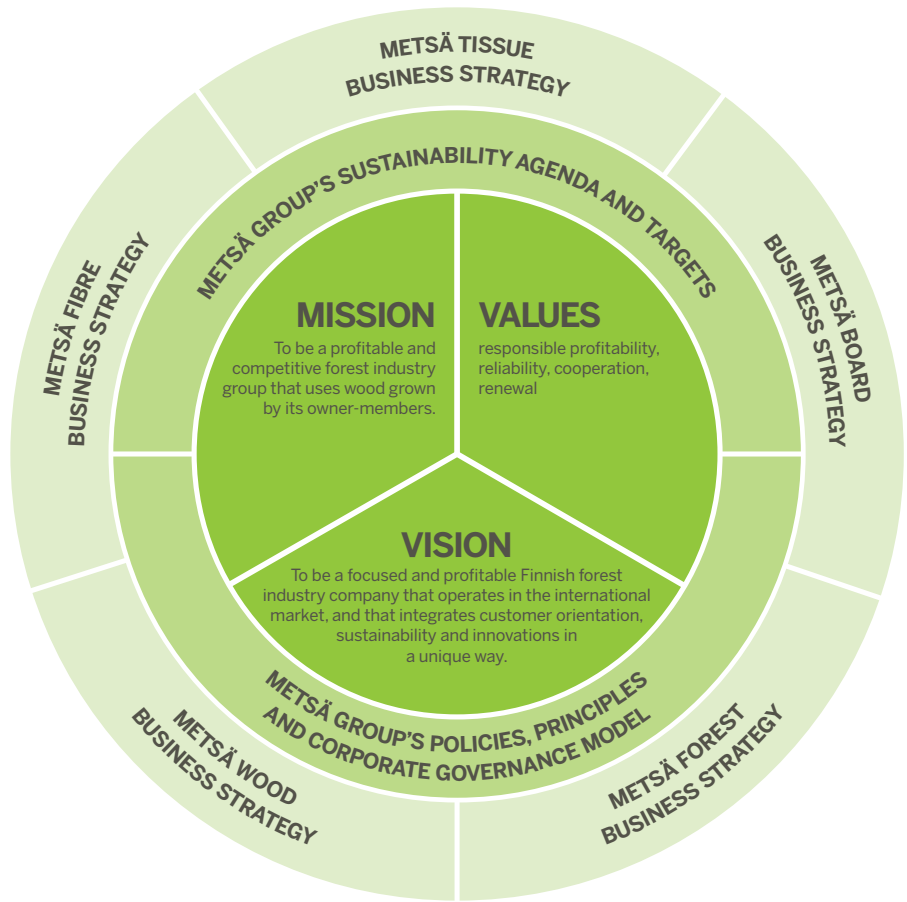 METSÄ TISSUE
BUSINESS STRATEGY
METSÄ GROUP'S SUSTAINABILITY AGENDA AND TARGETS
METSÄ FIBRE
BUSINESS STRATEGY
METSÄ BOARD
BUSINESS STRATEGY
MISSION
To be a profitable and
competitive forest industry
group that uses wood grown
by its owner-members.
VALUES
responsible profitability,
reliability, cooperation,
renewal
VISION
To be a focused and profitable Finnish forest
industry company that operates in the international
market, and that integrates customer orientation,
sustainability and innovations in
a unique way.
METSÄ GROUP'S POLICIES, PRINCIPLES
AND CORPORATE GOVERNANCE MODEL
METSÄ WOOD
BUSINESS STRATEGY
METSÄ FOREST
BUSINESS STRATEGY